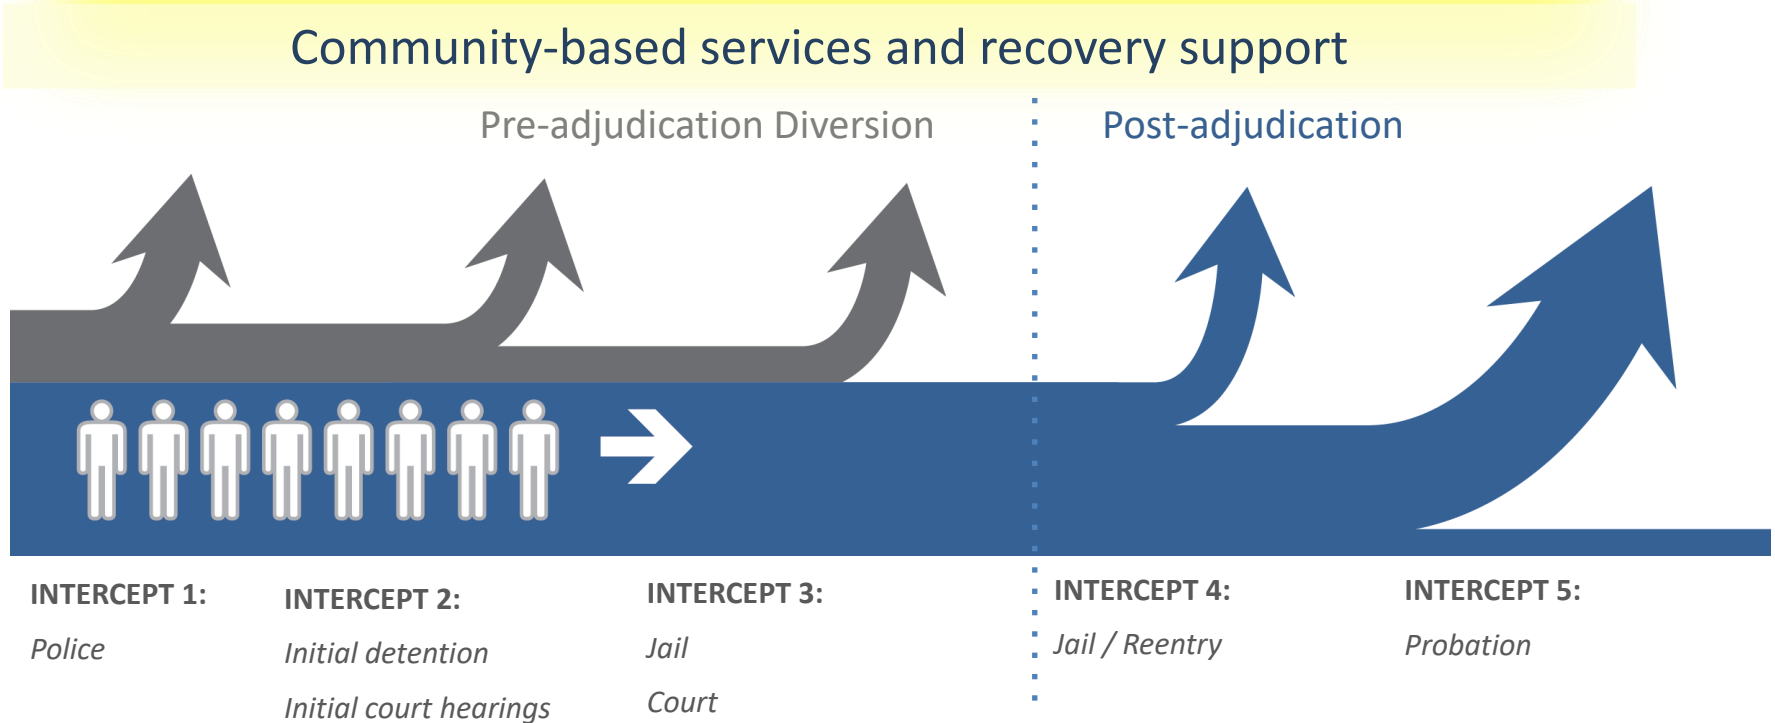 Community-based services and recovery support
Pre-adjudication Diversion
Post-adjudication
INTERCEPT 1:
Police
INTERCEPT 2:
Initial detention
Initial court hearings
INTERCEPT 3:
Jail
Court
INTERCEPT 4:
Jail / Reentry
INTERCEPT 5:
Probation